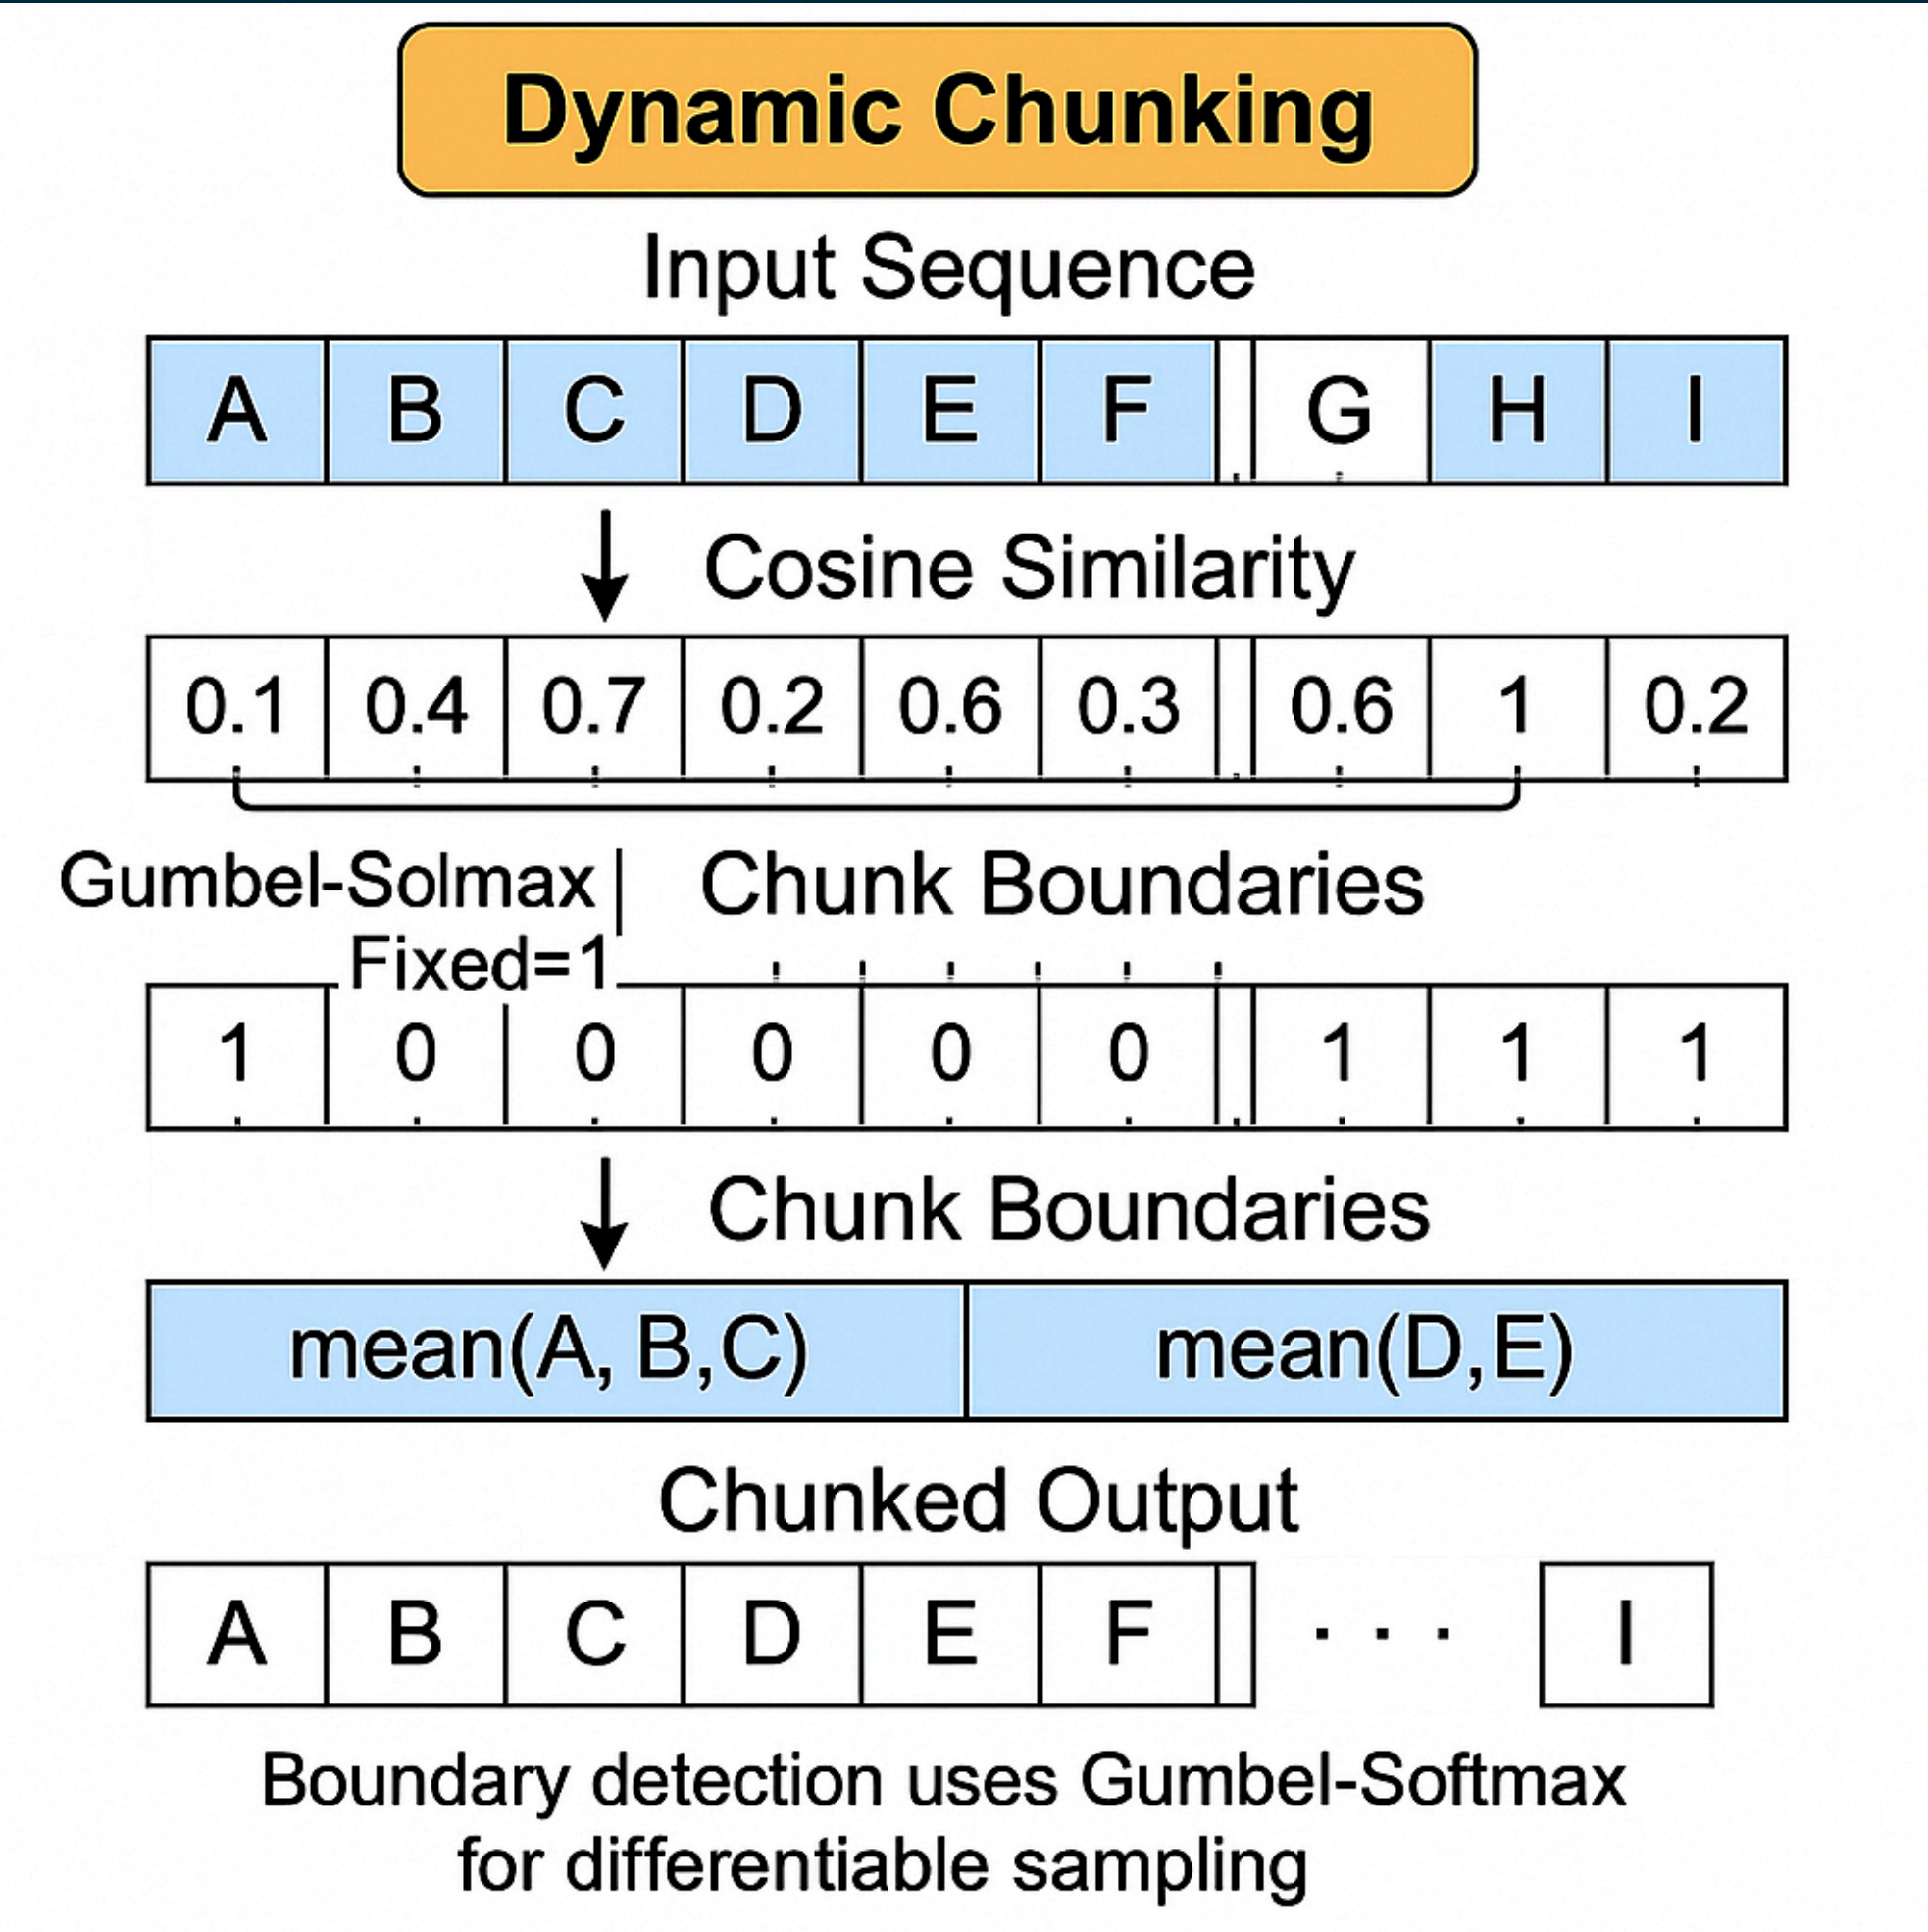 Dynamic Chunking
Input Sequence
A B C D E F G H I
Cosine Similarity
0.1 0.4 0.7 0.2 0.6 0.3 0.6 1 0.2
Gumbel-Solmax Chunk Boundaries
Fixed=1
1 0 0 0 0 0 1 1 1
Chunk Boundaries
mean(A, B,C) mean(D,E)
Chunked Output
A B C D E F . . . I
Boundary detection uses Gumbel-Softmax
for differentiable sampling